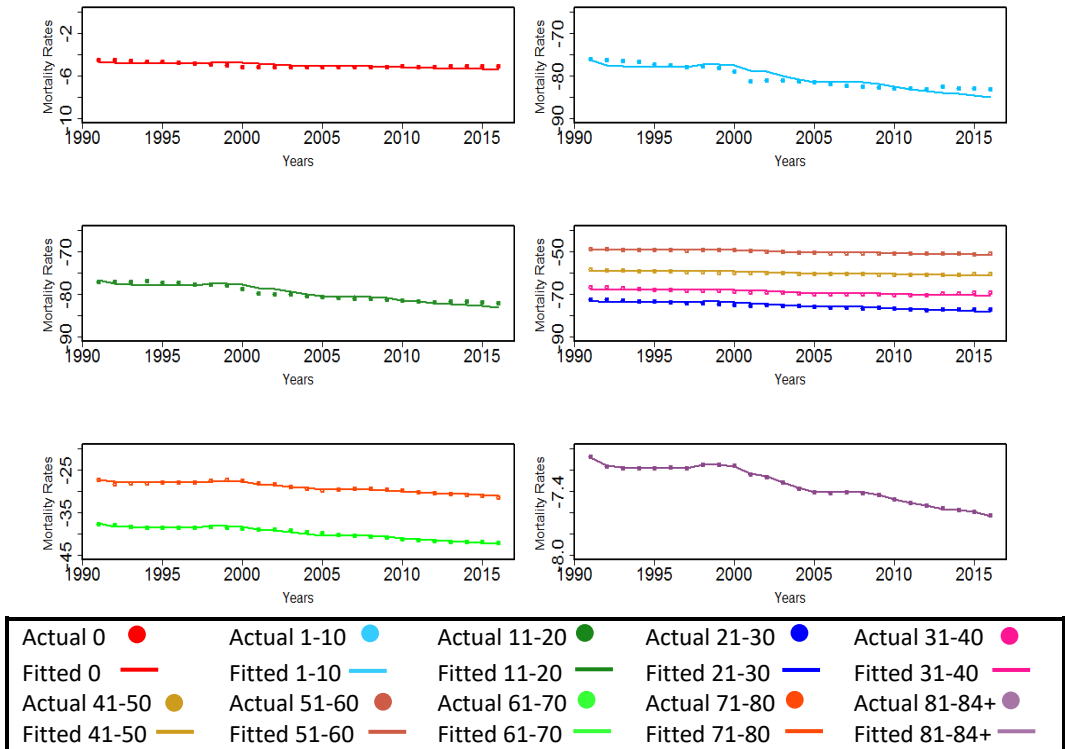 Mortality Rates
-2
-6
-10
1990 1995 2000 2005 2010 2015
Years
Mortality Rates
-70
-80
-90
1990 1995 2000 2005 2010 2015
Years
Mortality Rates
-70
-80
-90
1990 1995 2000 2005 2010 2015
Years
Mortality Rates
-50
-70
-90
1990 1995 2000 2005 2010 2015
Years
Mortality Rates
-25
-35
-45
1990 1995 2000 2005 2010 2015
Years
Mortality Rates
-7.4
-8.0
1990 1995 2000 2005 2010 2015
Years
Actual 0 Actual 1-10 Actual 11-20 Actual 21-30 Actual 31-40
Fitted 0 Fitted 1-10 Fitted 11-20 Fitted 21-30 Fitted 31-40
Actual 41-50 Actual 51-60 Actual 61-70 Actual 71-80 Actual 81-84+
Fitted 41-50 Fitted 51-60 Fitted 61-70 Fitted 71-80 Fitted 81-84+